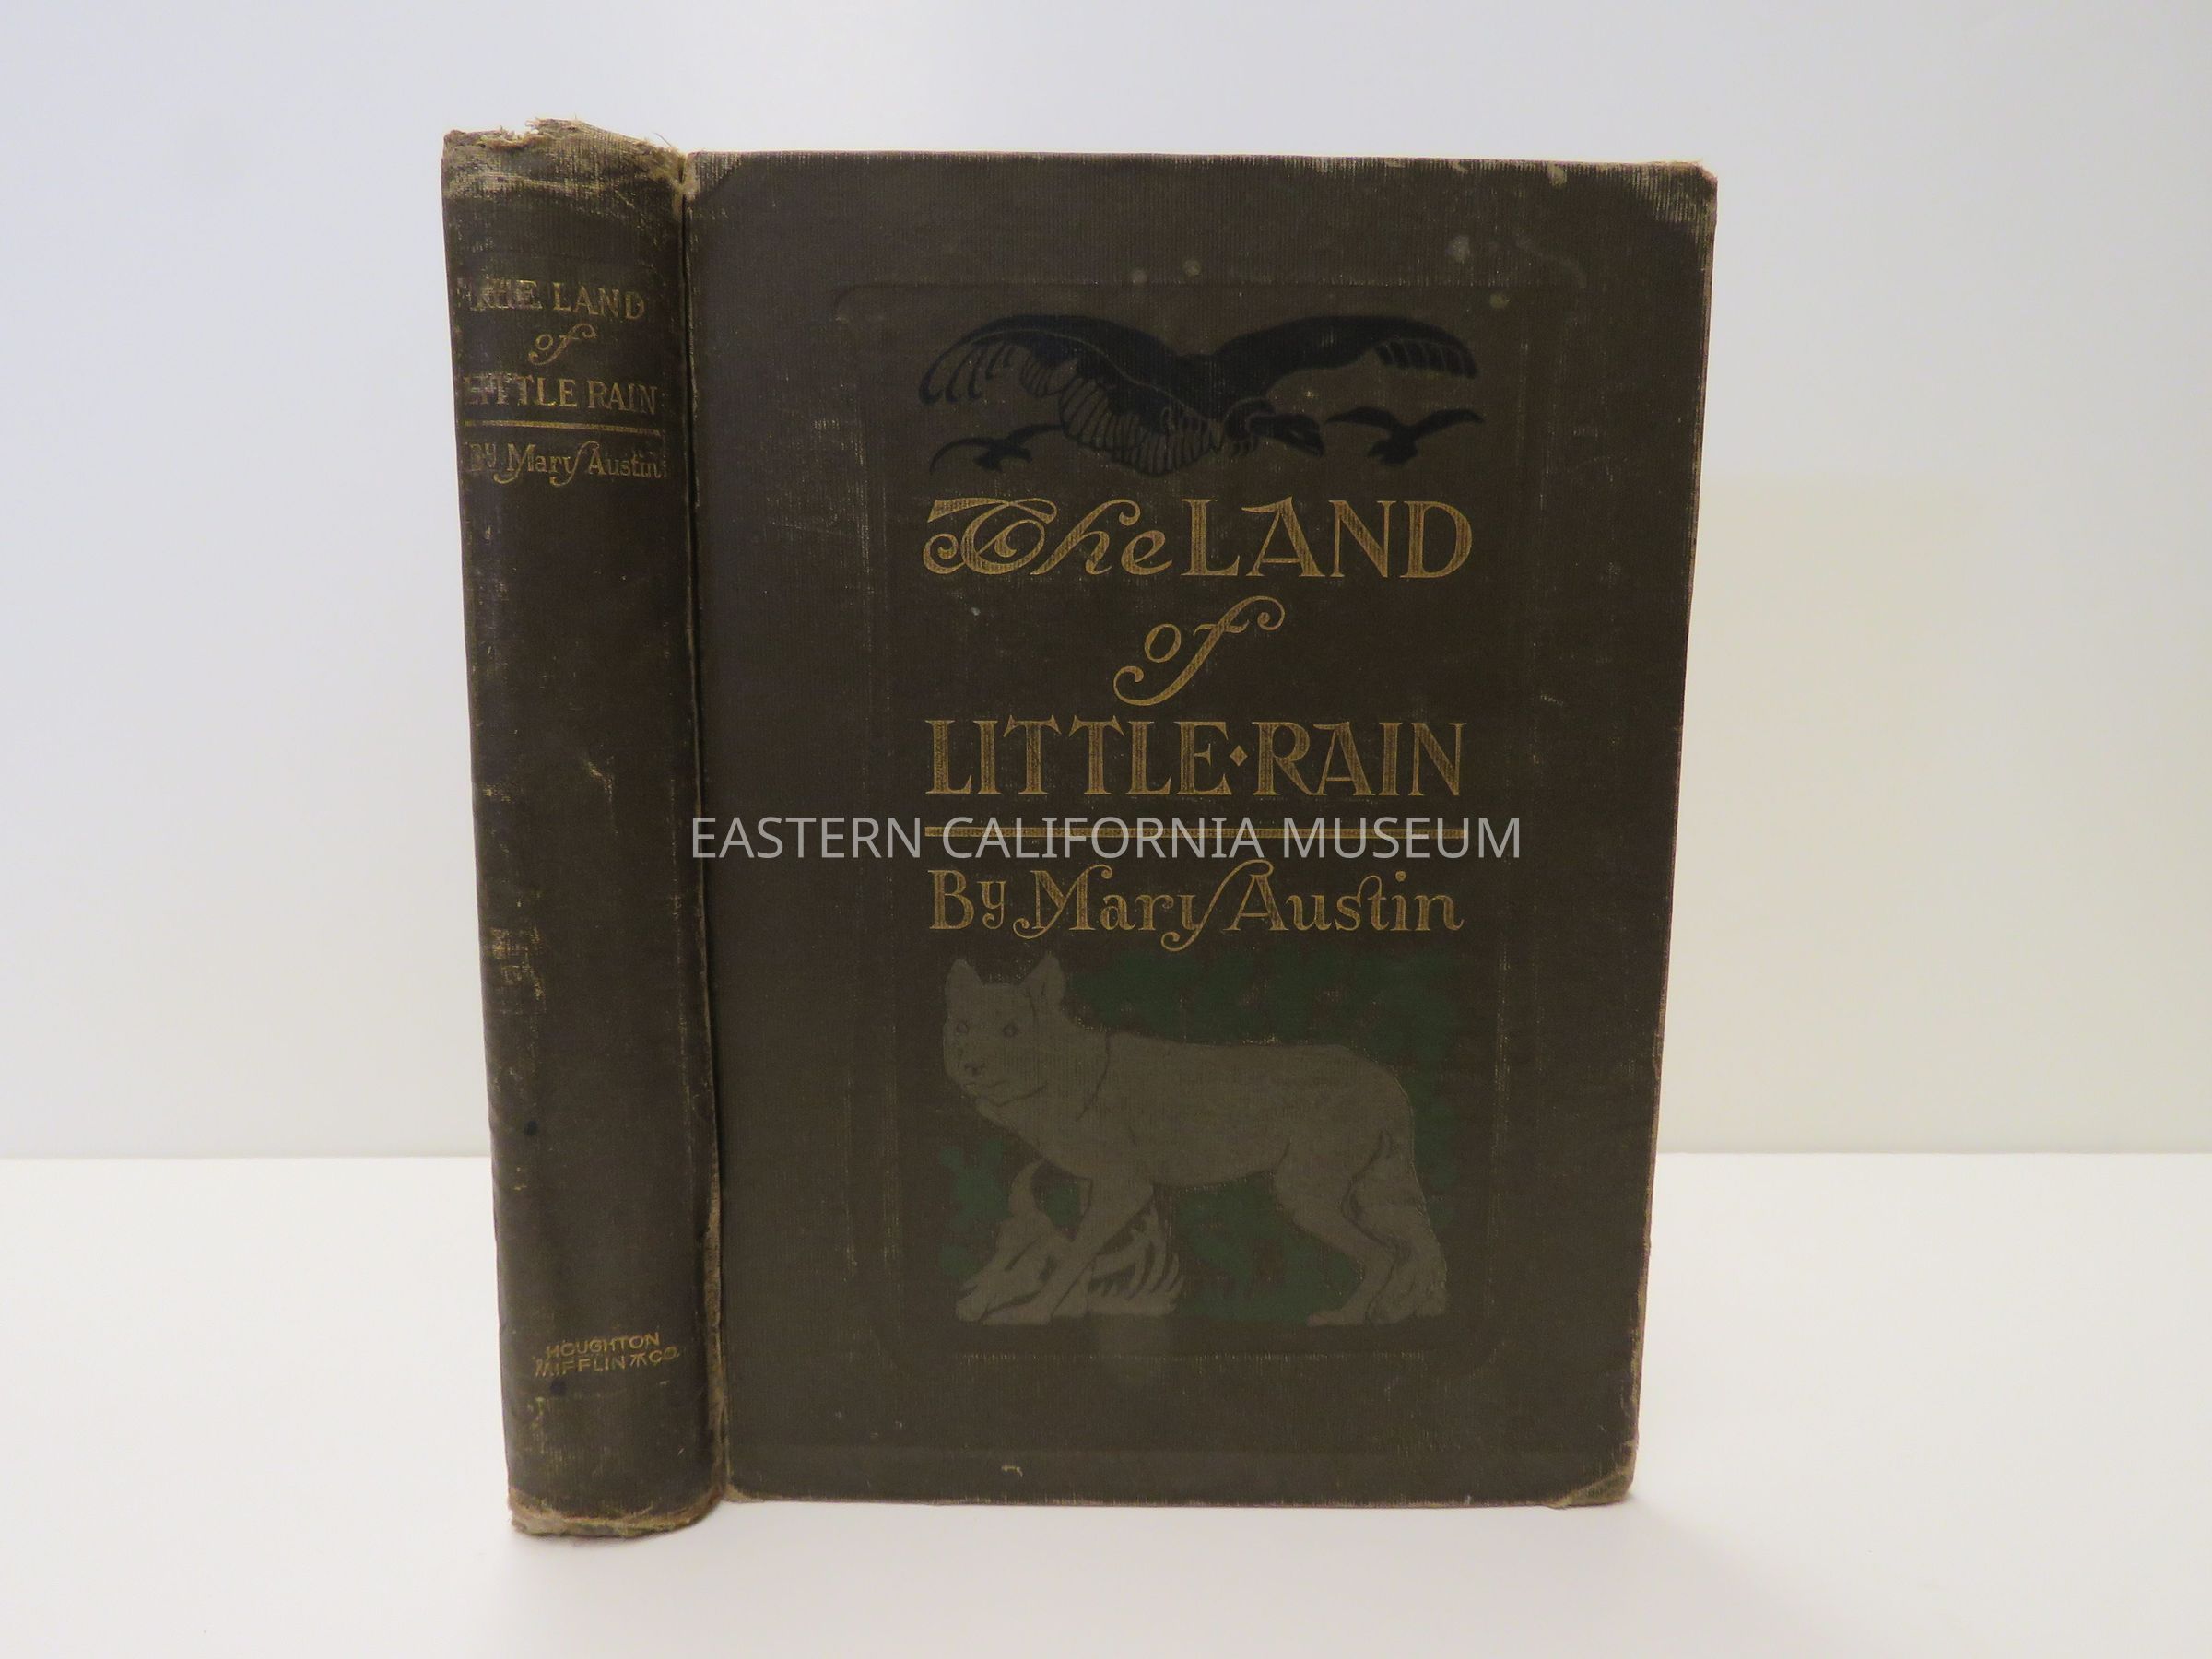 THE LAND
of
LITTLE RAIN
By Mary Austin
HOUGHTON
MIFFLIN & CO.
The LAND
of
LITTLE·RAIN
EASTERN CALIFORNIA MUSEUM
By Mary Austin